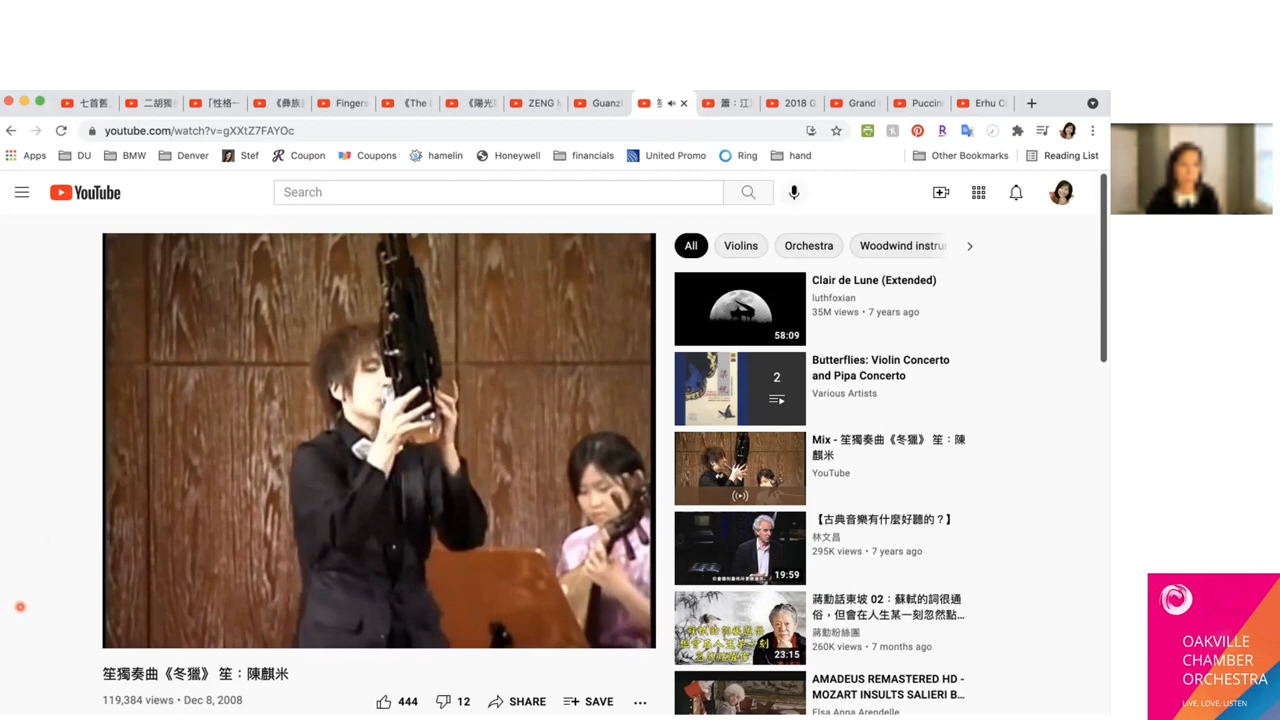 七首舊
二胡獨
「性格一
《彝族
Fingers
《The
《陽光
ZENG
Guanzi
簫：江
2018 G
Grand
Puccin
Erhu C
youtube.com/watch?v=gXXtZ7FAYOc
Apps DU BMW Denver Stef Coupon Coupons hamelin Honeywell financials United Promo Ring hand Other Bookmarks Reading List
YouTube
Search
All Violins Orchestra Woodwind instru
Clair de Lune (Extended)
luthfoxian
35M views • 7 years ago
58:09
Butterflies: Violin Concerto
and Pipa Concerto
Various Artists
2
Mix - 笙獨奏曲《冬獵》 笙：陳
麒米
YouTube
【古典音樂有什麼好聽的？】
林文昌
295K views • 7 years ago
19:59
蔣勳話東坡 02：蘇軾的詞很通
俗，但會在人生某一刻忽然點...
蔣勳粉絲團
260K views • 7 months ago
23:15
AMADEUS REMASTERED HD -
MOZART INSULTS SALIERI B...
Elsa Anna Arendelle
笙獨奏曲《冬獵》 笙：陳麒米
119,384 views • Dec 8, 2008
444 12 SHARE SAVE ...
OAKVILLE
CHAMBER
ORCHESTRA
LIVE, LOVE, LISTEN